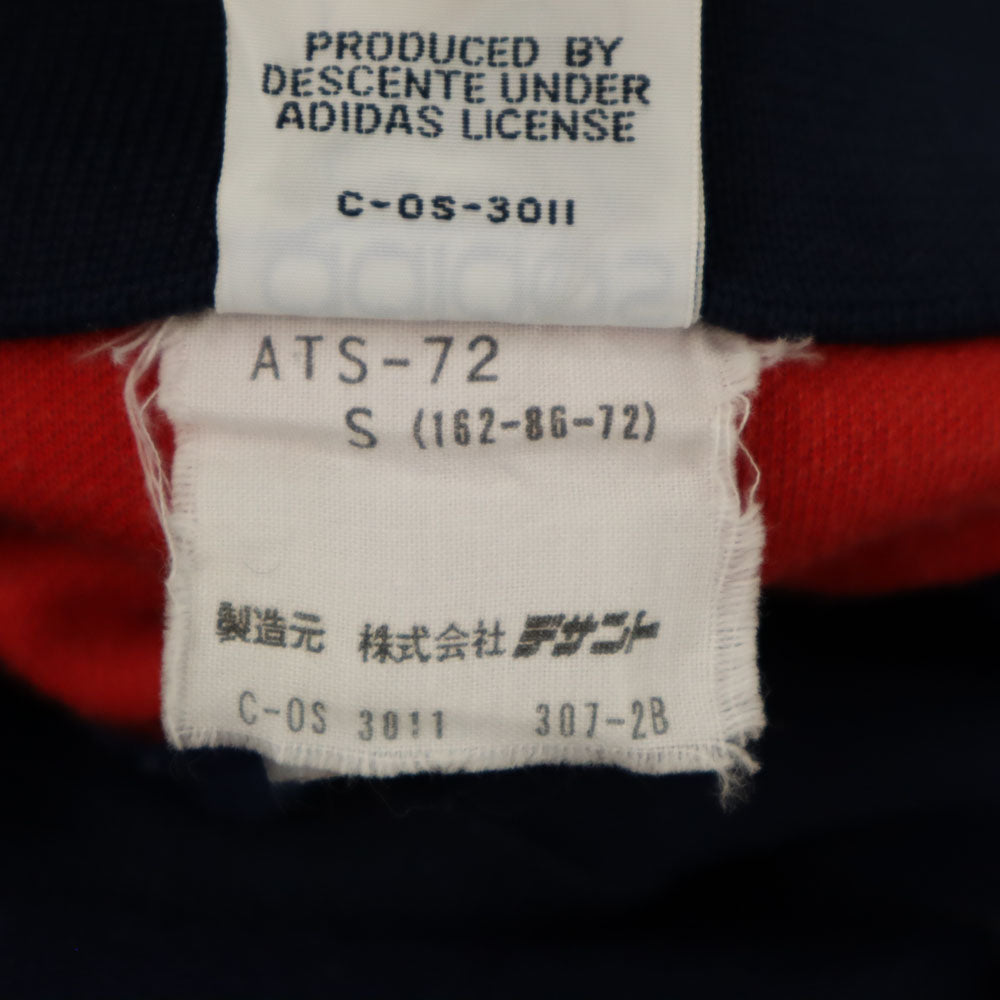 PRODUCED BY
DESCENTE UNDER
ADIDAS LICENSE
C-OS-3011
ATS-72
S (162-86-72)
製造元 株式会社デサント
C-OS 3011 307-2B